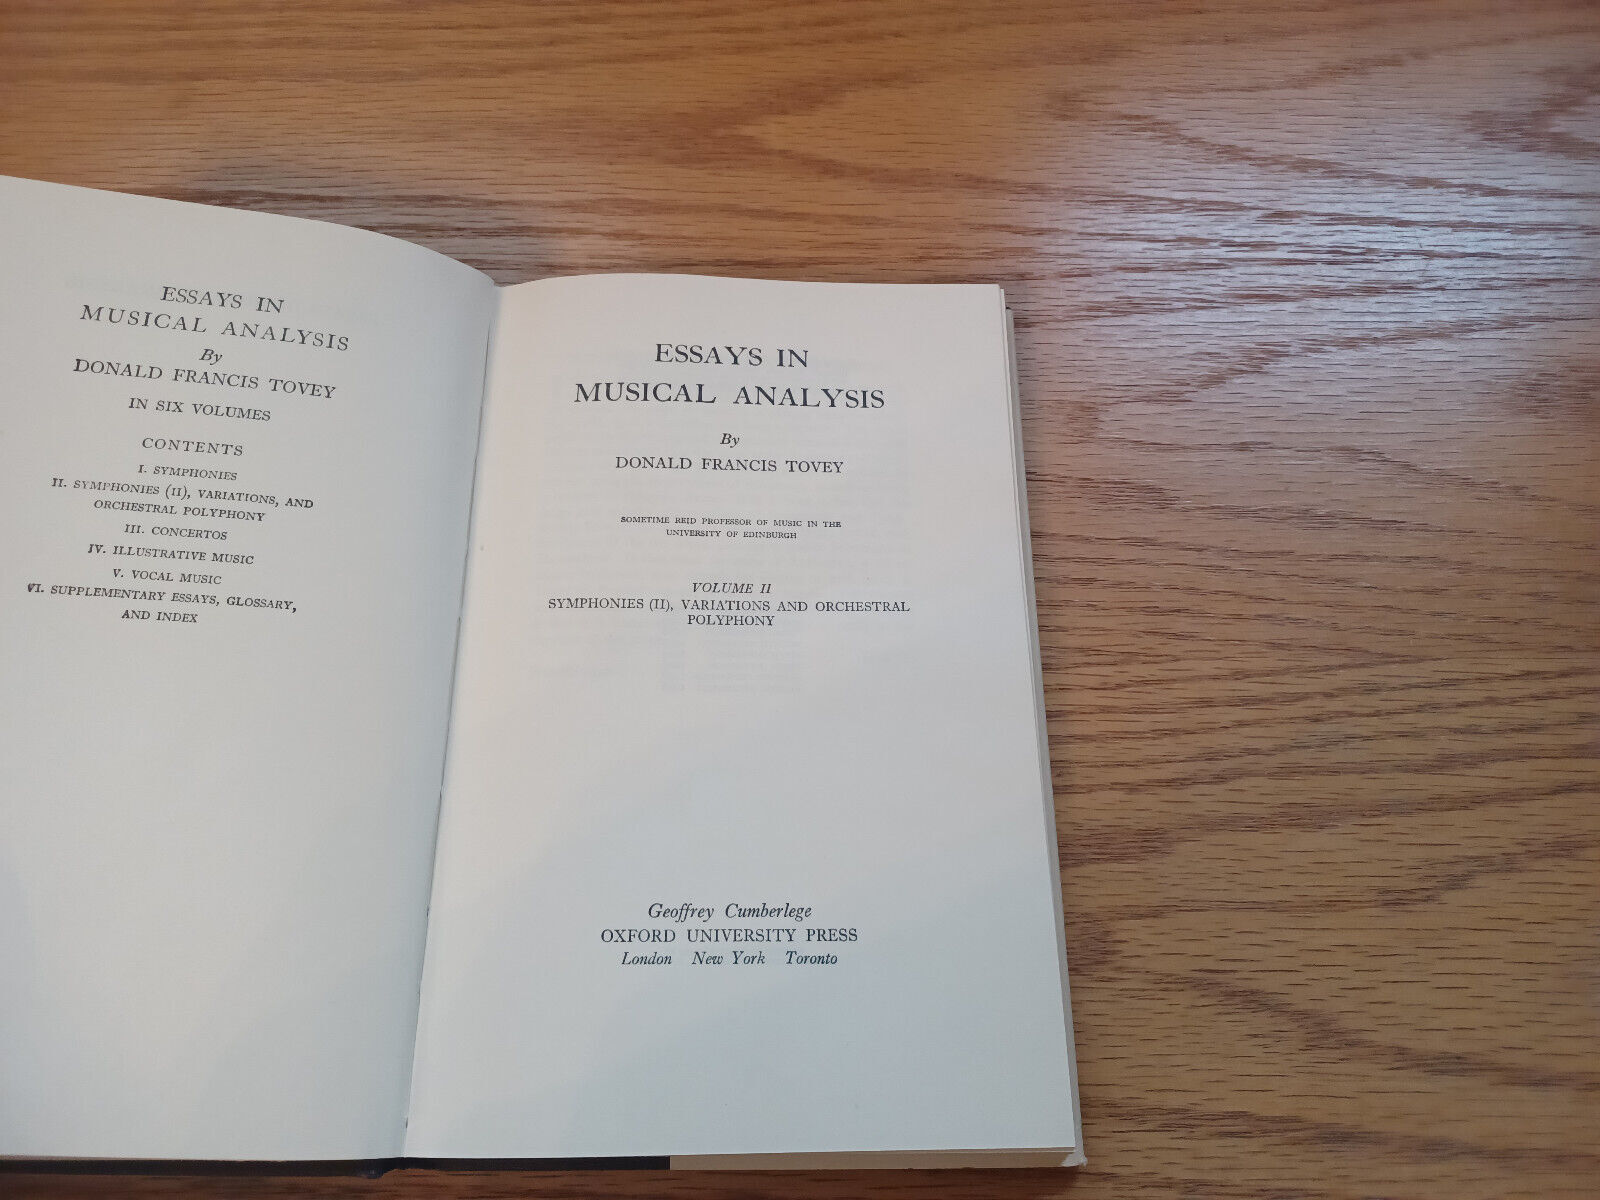 ESSAYS IN
MUSICAL ANALYSIS
By
DONALD FRANCIS TOVEY
IN SIX VOLUMES
CONTENTS
I. SYMPHONIES
II. SYMPHONIES (II), VARIATIONS, AND
ORCHESTRAL POLYPHONY
III. CONCERTOS
IV. ILLUSTRATIVE MUSIC
V. VOCAL MUSIC
VI. SUPPLEMENTARY ESSAYS, GLOSSARY,
AND INDEX
ESSAYS IN
MUSICAL ANALYSIS
By
DONALD FRANCIS TOVEY
SOMETIME REID PROFESSOR OF MUSIC IN THE
UNIVERSITY OF EDINBURGH
VOLUME II
SYMPHONIES (II), VARIATIONS AND ORCHESTRAL
POLYPHONY
Geoffrey Cumberlege
OXFORD UNIVERSITY PRESS
London New York Toronto